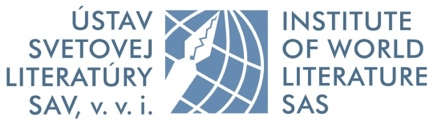 ÚSTAV
SVETOVEJ
LITERATÚRY
SAV, v. v. i.
INSTITUTE
OF WORLD
LITERATURE
SAS